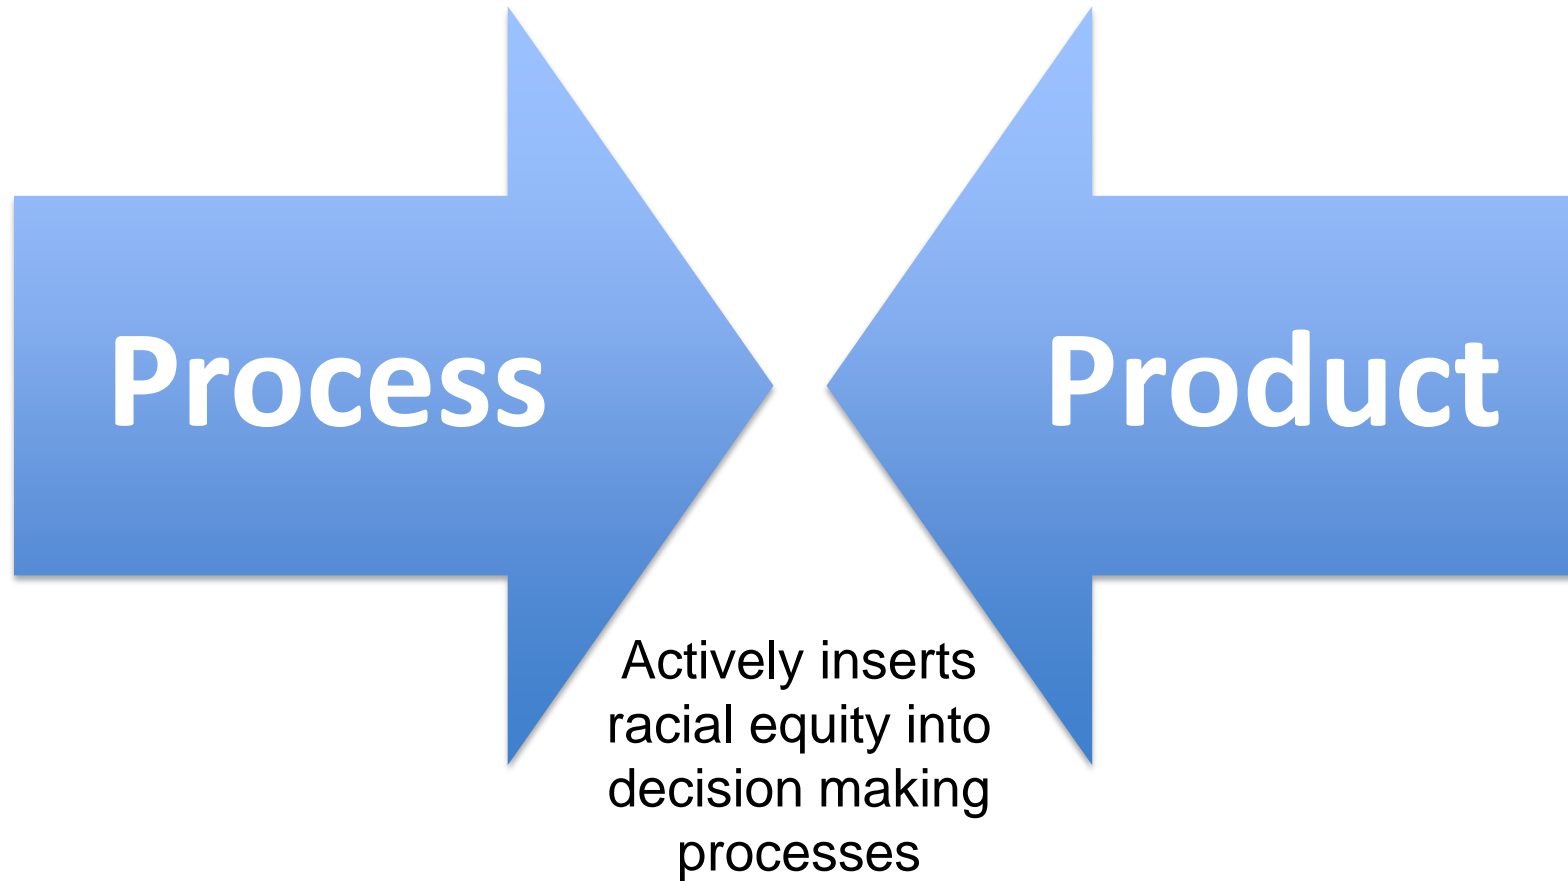 Process
Product
Actively inserts
racial equity into
decision making
processes